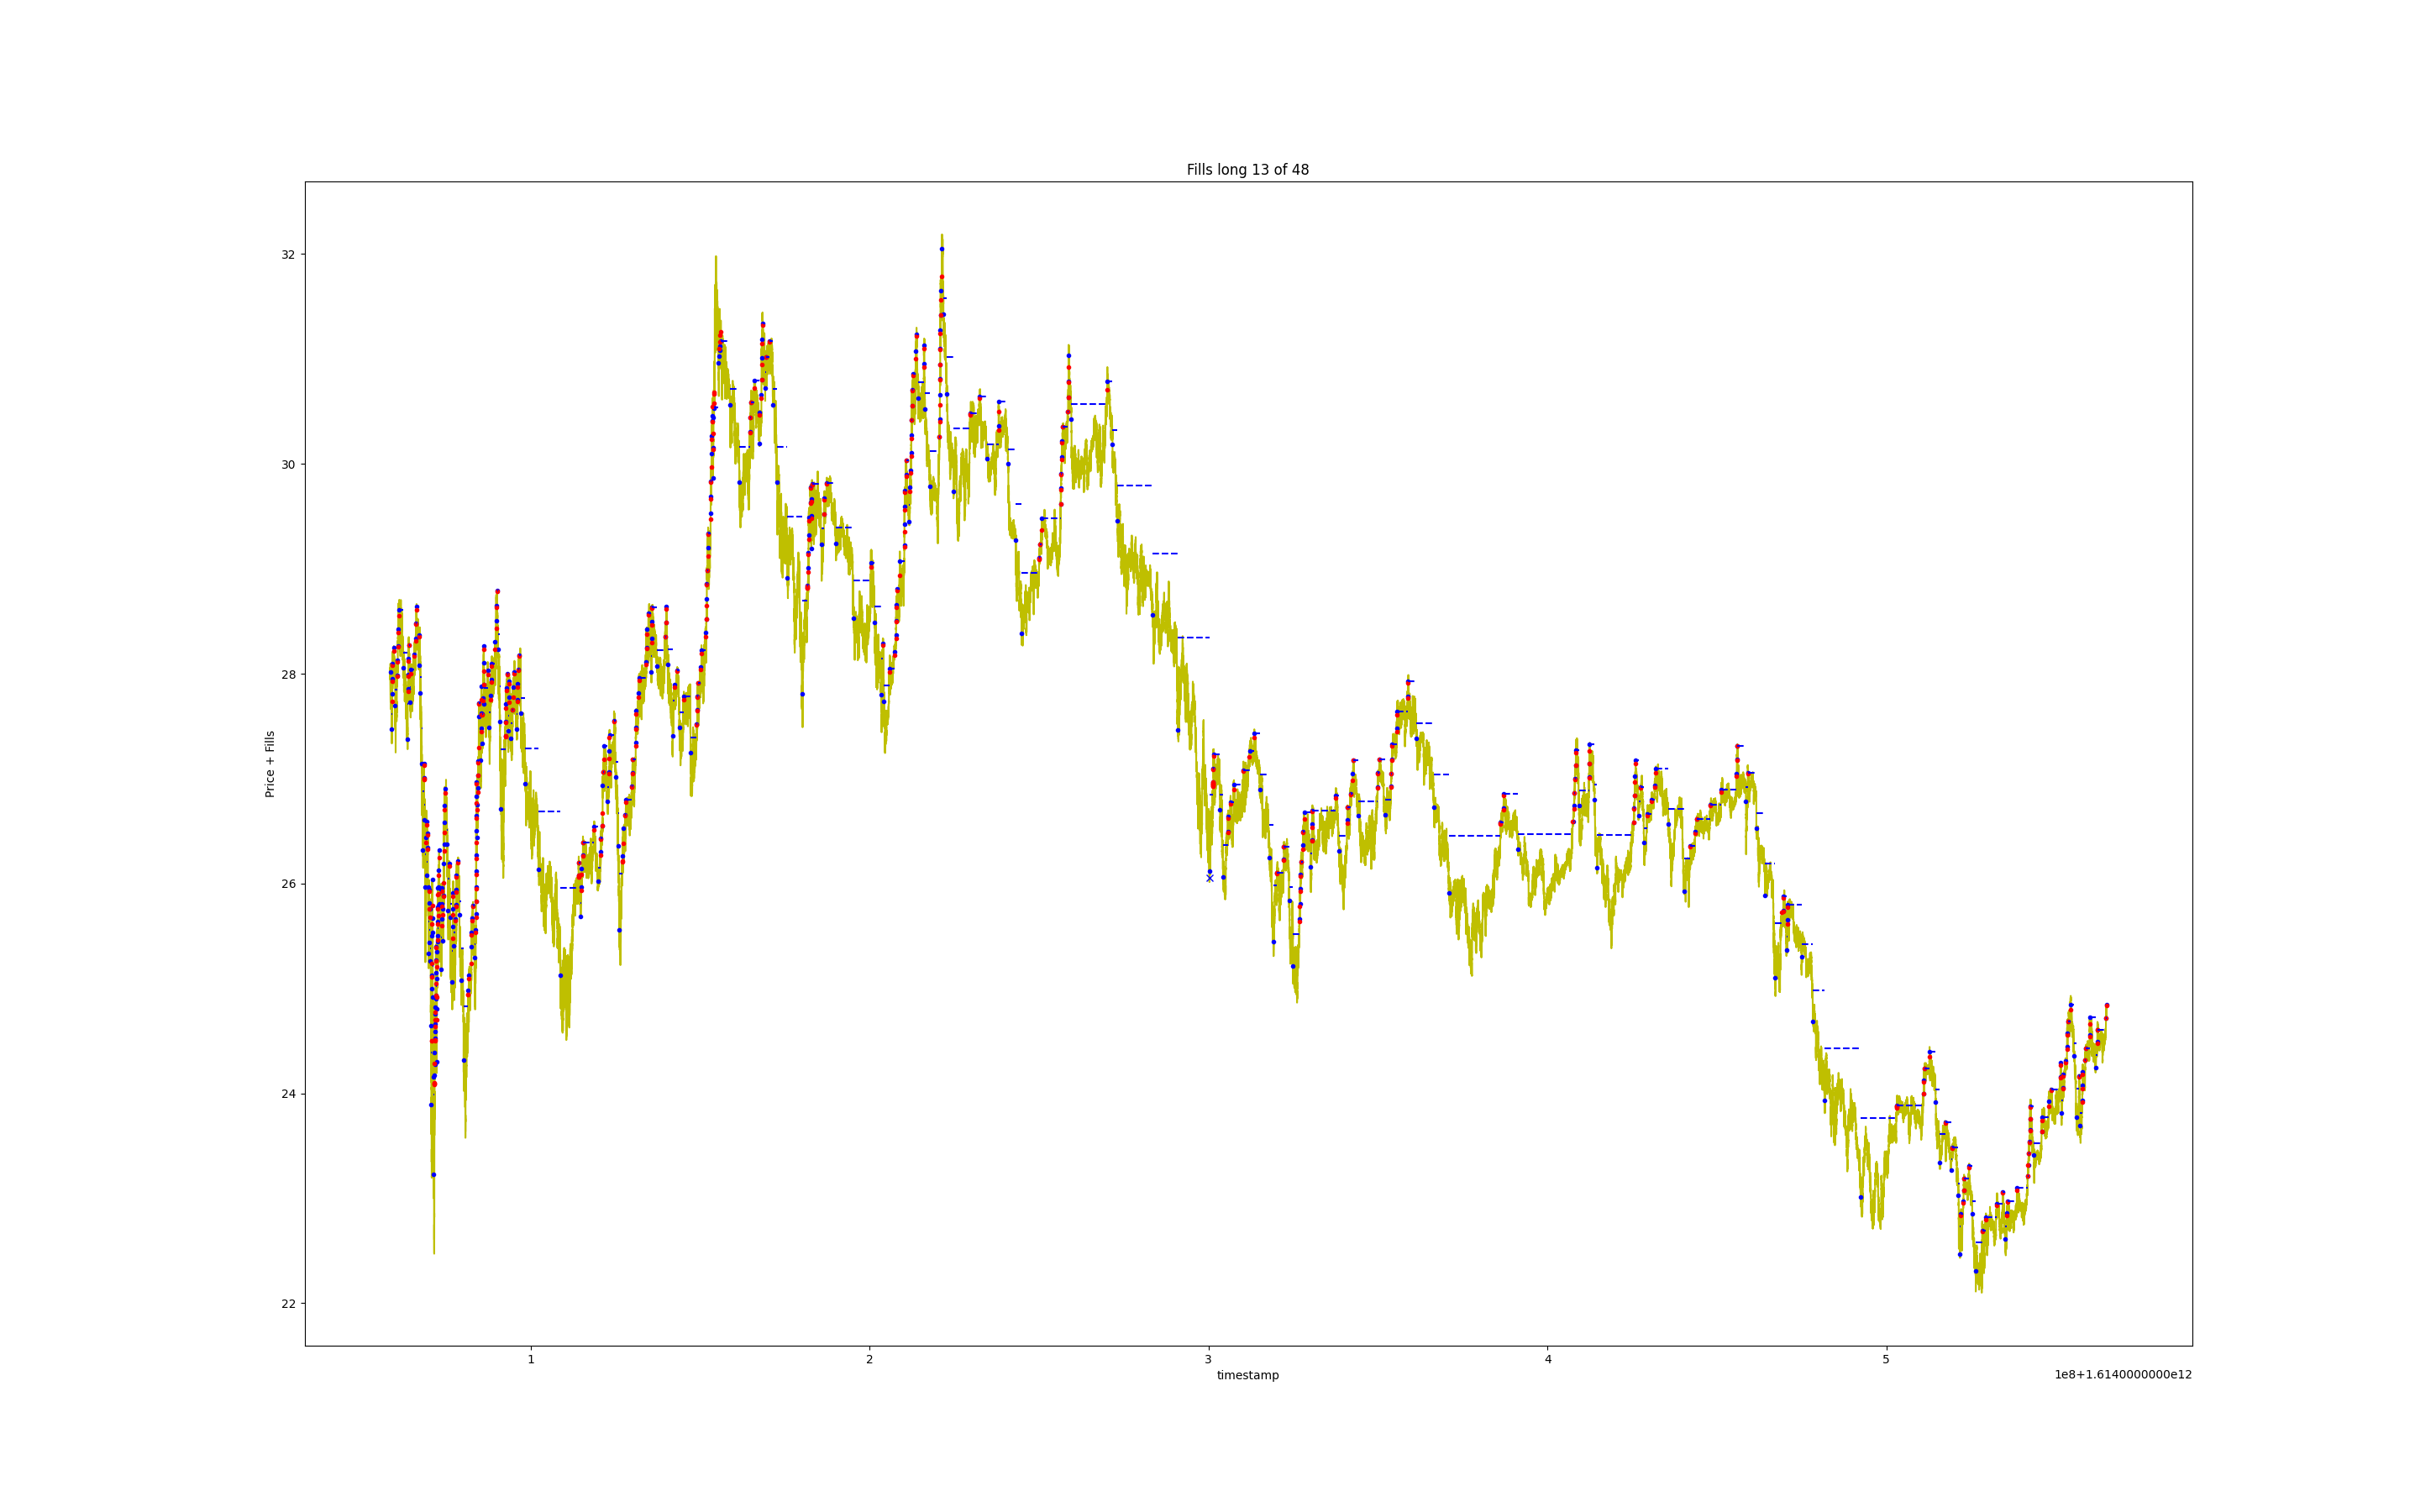 Fills long 13 of 48
32
30
28
26
24
22
Price + Fills
1 2 3 4 5
timestamp
1e8+1.6140000000e12